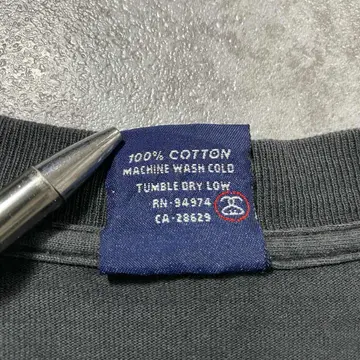 100% COTTON
MACHINE WASH COLD
TUMBLE DRY LOW
RN-94974
CA-28629